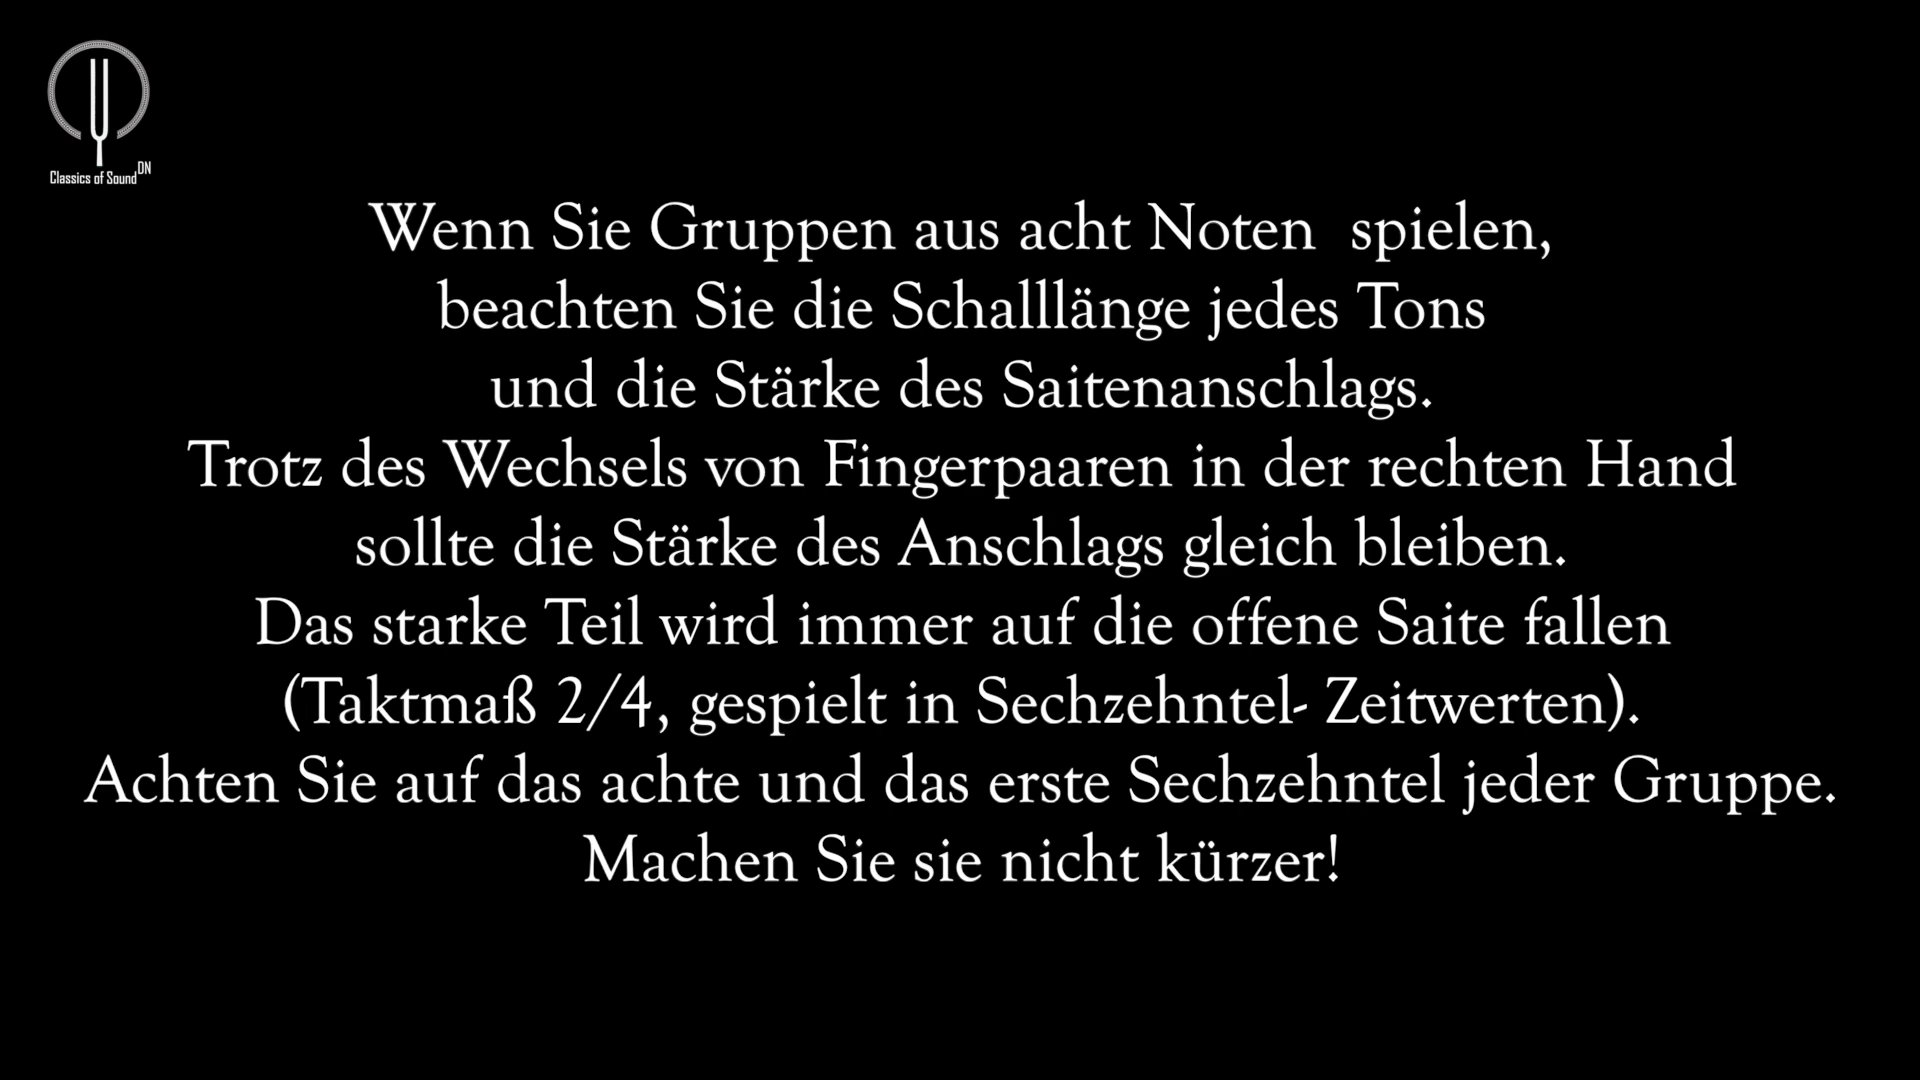 Classics of Sound DN
Wenn Sie Gruppen aus acht Noten spielen,
beachten Sie die Schalllänge jedes Tons
und die Stärke des Saitenanschlags.
Trotz des Wechsels von Fingerpaaren in der rechten Hand
sollte die Stärke des Anschlags gleich bleiben.
Das starke Teil wird immer auf die offene Saite fallen
(Taktmaß 2/4, gespielt in Sechzehntel- Zeitwerten).
Achten Sie auf das achte und das erste Sechzehntel jeder Gruppe.
Machen Sie sie nicht kürzer!